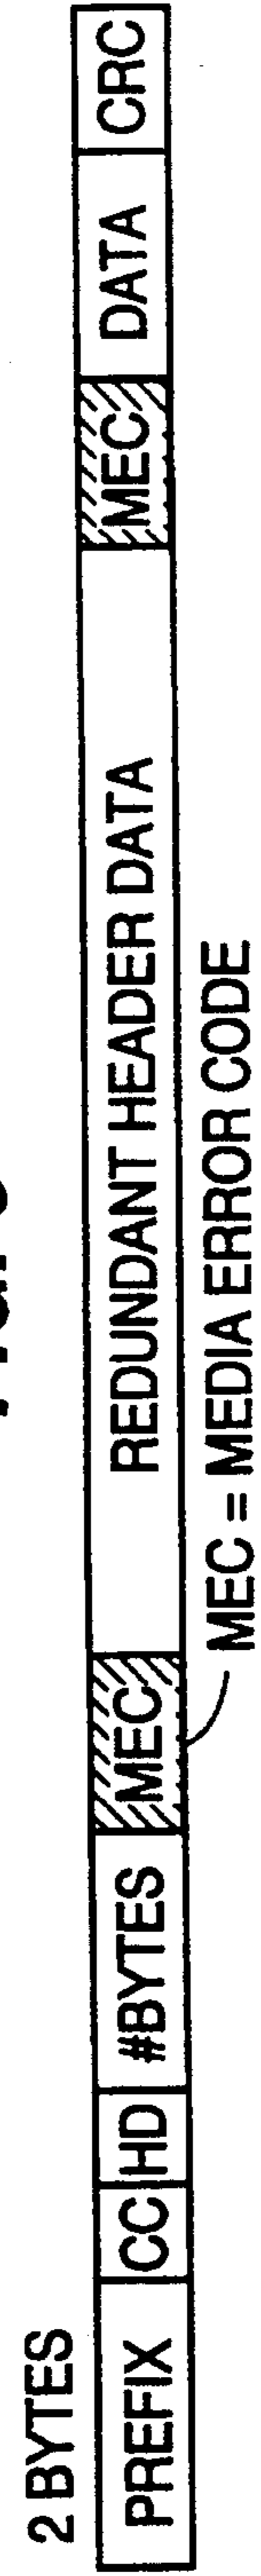 2 BYTES
PREFIX CC HD #BYTES MEC REDUNDANT HEADER DATA MEC DATA CRC
MEC = MEDIA ERROR CODE